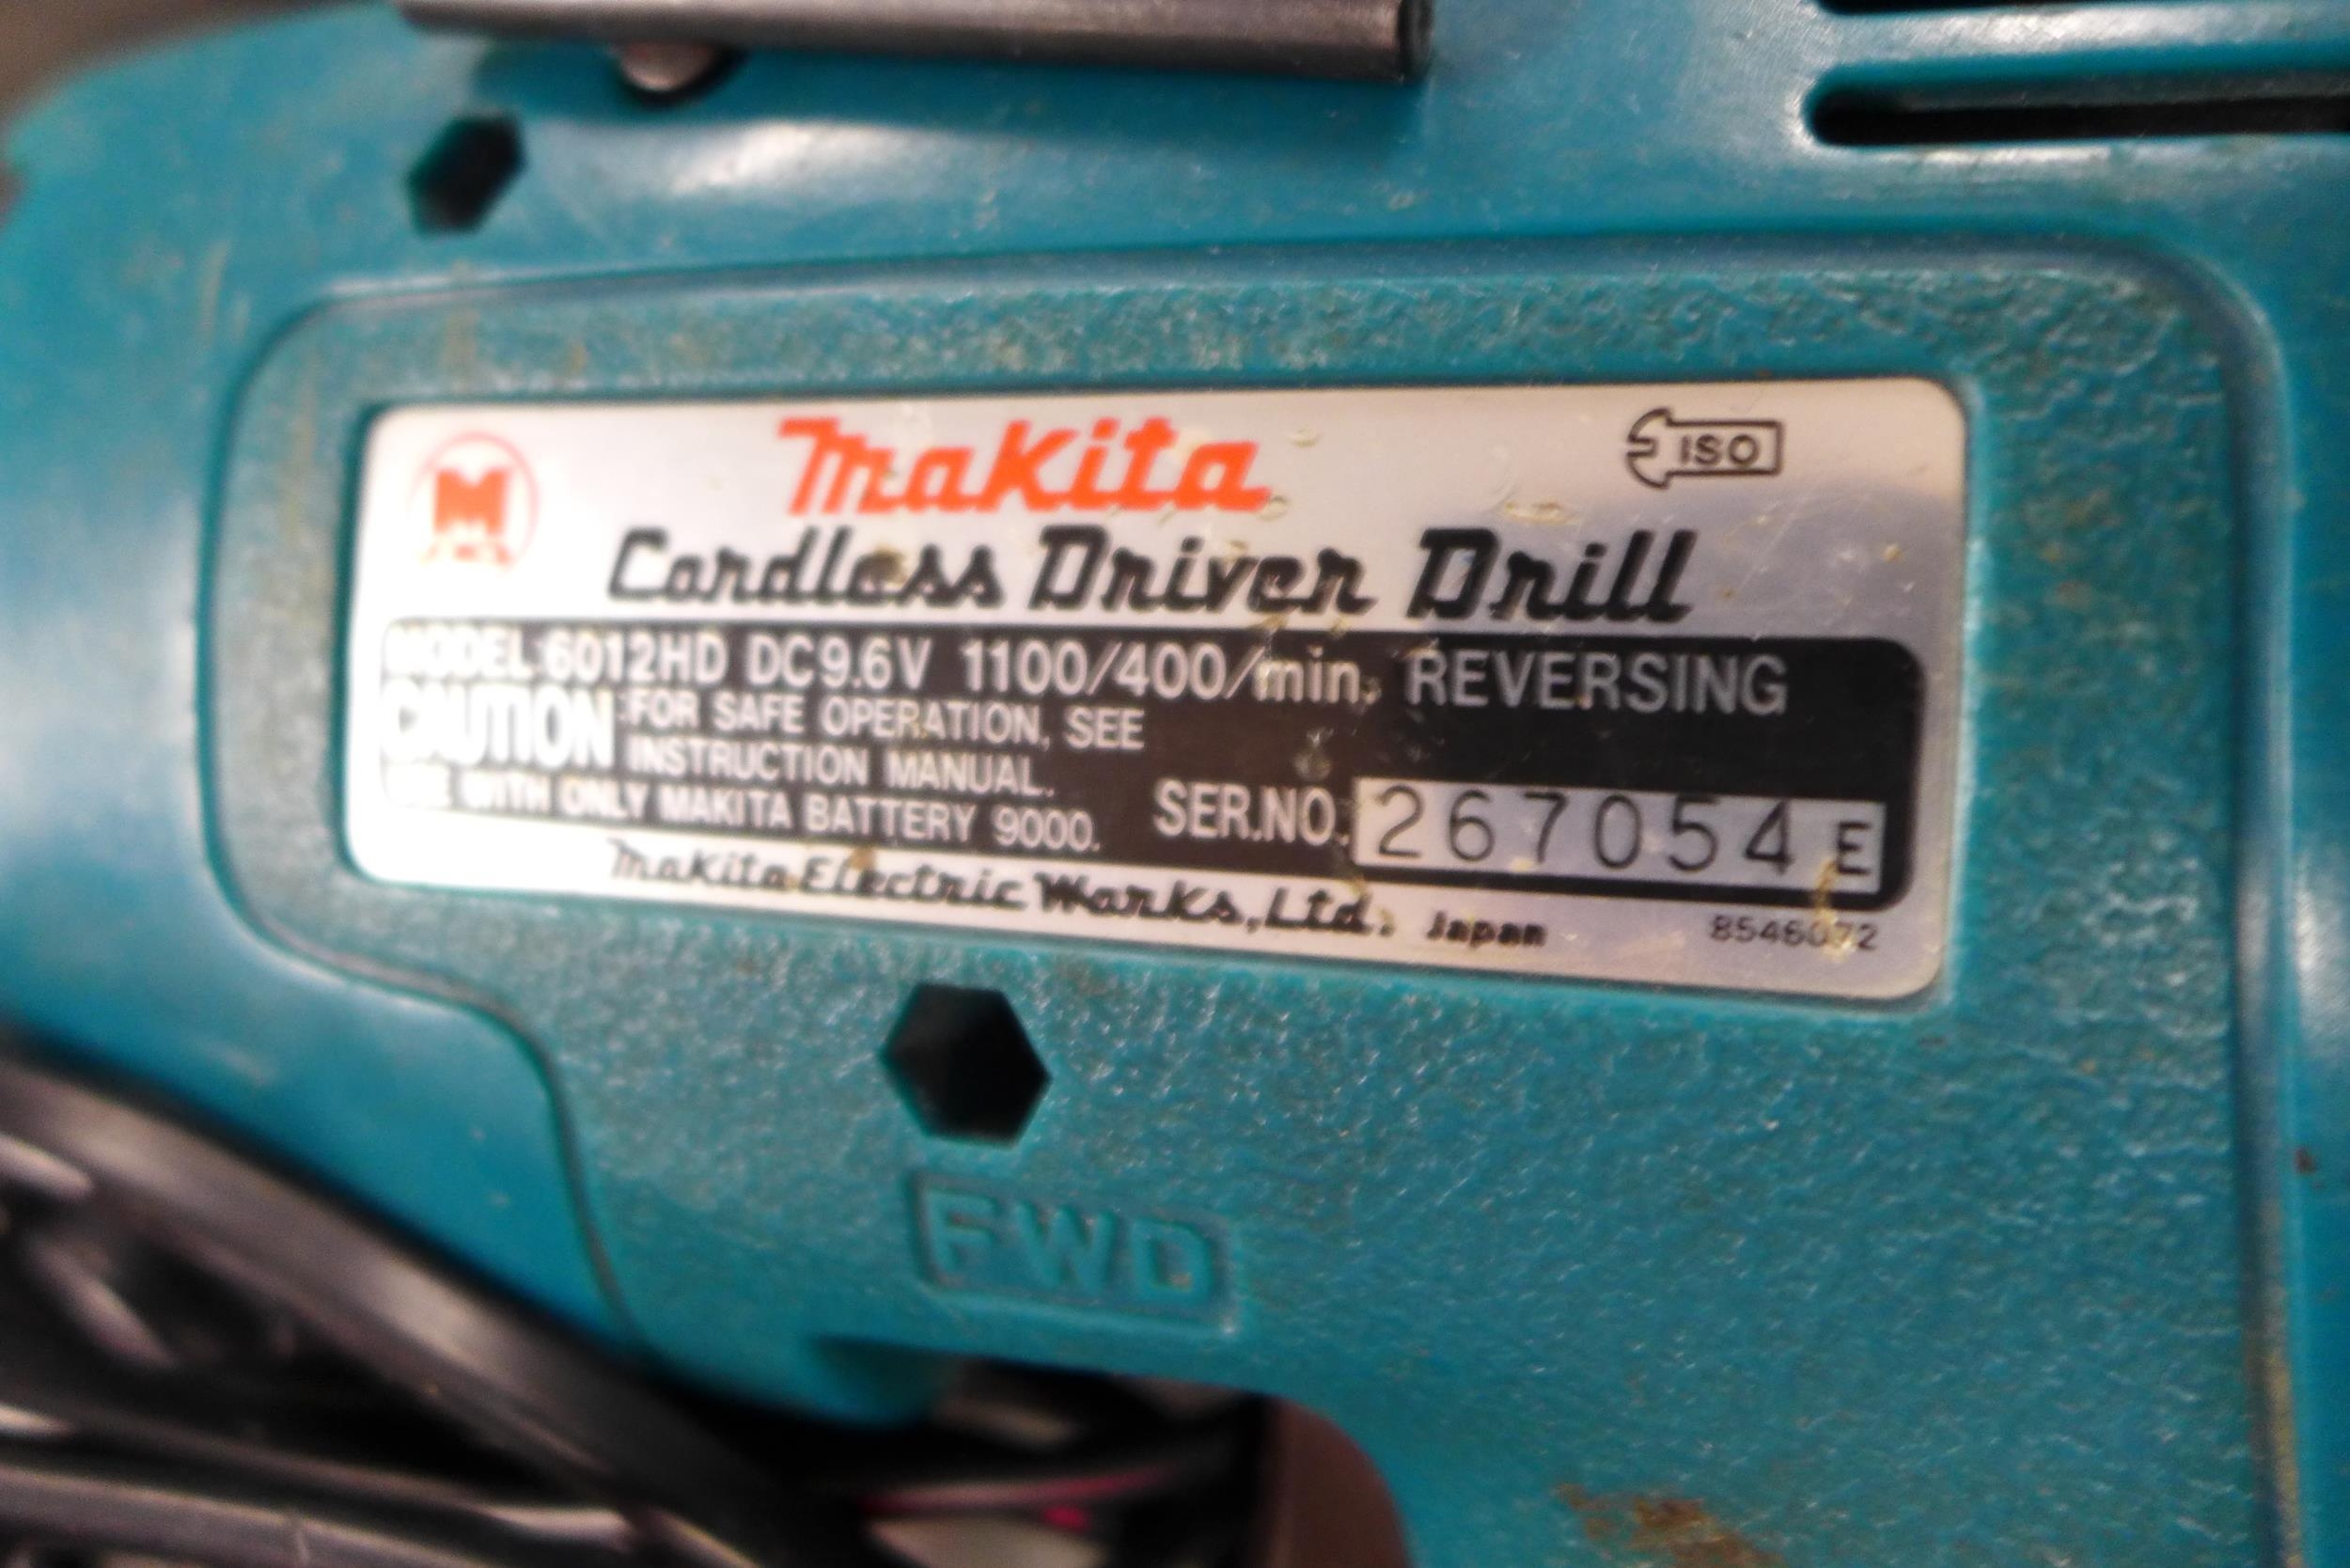 M
makita
ISO
Cordless Driver Drill
MODEL 6012HD DC9.6V 1100/400/min. REVERSING
CAUTION:FOR SAFE OPERATION, SEE
INSTRUCTION MANUAL.
USE WITH ONLY MAKITA BATTERY 9000.
SER.NO. 267054 E
Makita Electric Works, Ltd. Japan
FWD